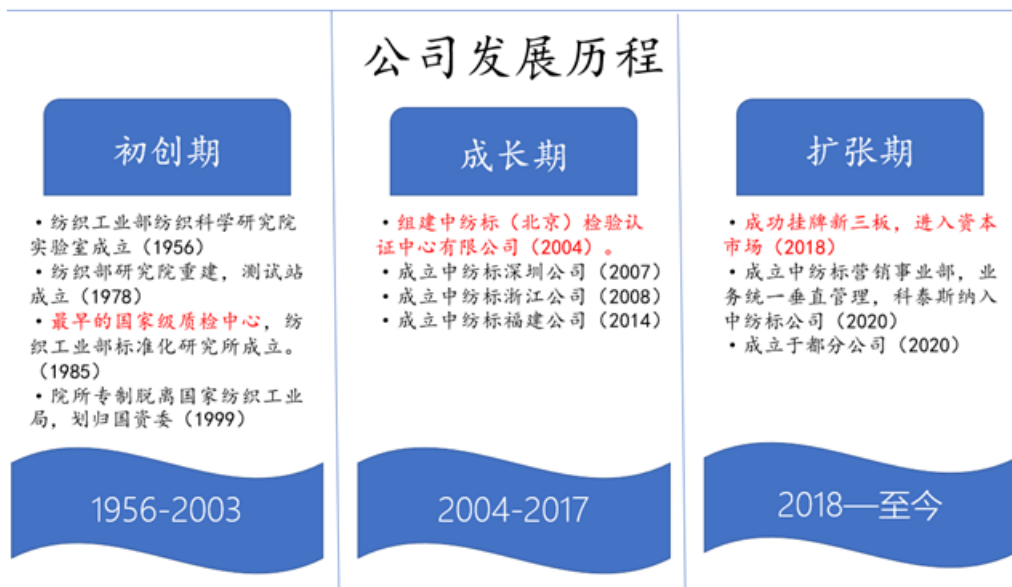 公司发展历程
初创期
·纺织工业部纺织科学研究院
实验室成立（1956）
·纺织部研究院重建，测试站
成立（1978）
·最早的国家级质检中心，纺
织工业部标准化研究所成立。
（1985）
·院所专制脱离国家纺织工业
局，划归国资委（1999）
1956-2003
成长期
·组建中纺标（北京）检验认
证中心有限公司（2004）。
·成立中纺标深圳公司（2007）
·成立中纺标浙江公司（2008）
·成立中纺标福建公司（2014）
2004-2017
扩张期
·成功挂牌新三板，进入资本
市场（2018）
·成立中纺标营销事业部，业
务统一垂直管理，科泰斯纳入
中纺标公司（2020）
·成立于都分公司（2020）
2018—至今